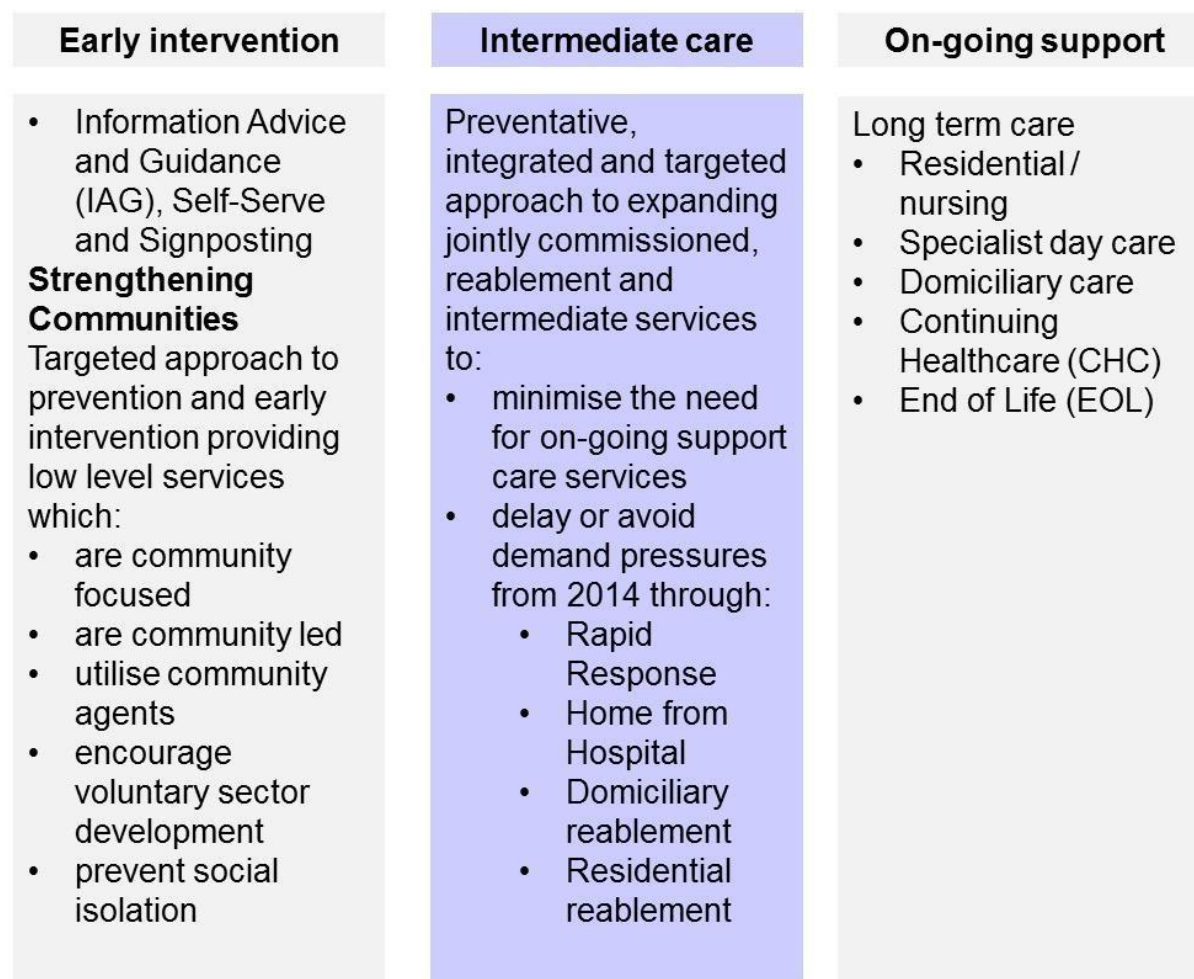 Early intervention
• Information Advice
and Guidance
(IAG), Self-Serve
and Signposting
Strengthening
Communities
Targeted approach to
prevention and early
intervention providing
low level services
which:
• are community
focused
• are community led
• utilise community
agents
• encourage
voluntary sector
development
• prevent social
isolation
Intermediate care
Preventative,
integrated and targeted
approach to expanding
jointly commissioned,
reablement and
intermediate services
to:
• minimise the need
for on-going support
care services
• delay or avoid
demand pressures
from 2014 through:
• Rapid
Response
• Home from
Hospital
• Domiciliary
reablement
• Residential
reablement
On-going support
Long term care
• Residential /
nursing
• Specialist day care
• Domiciliary care
• Continuing
Healthcare (CHC)
• End of Life (EOL)